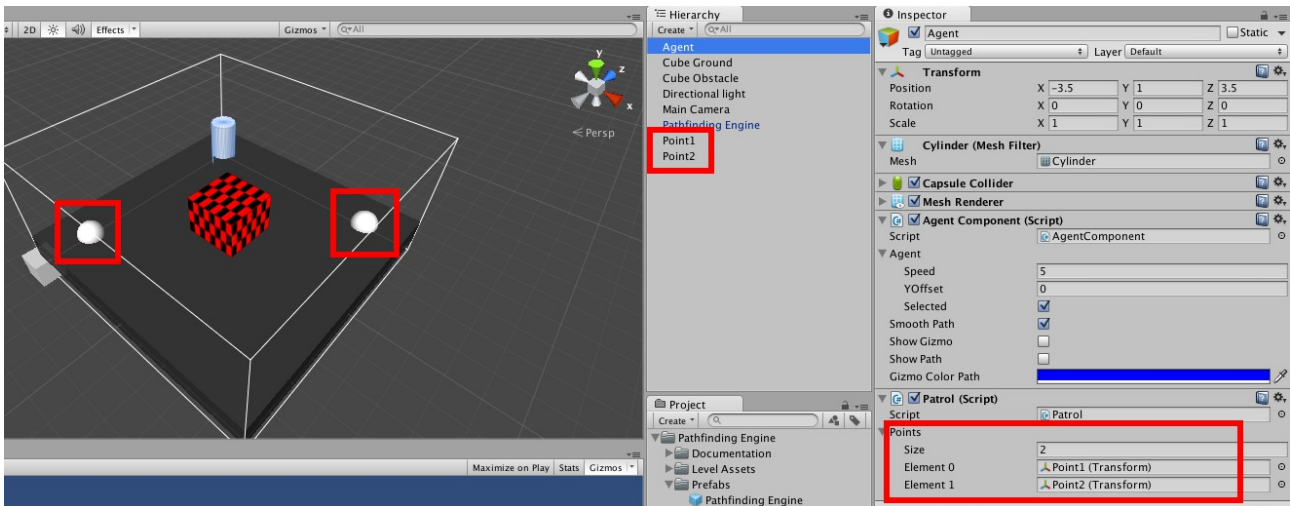 2D Effects Gizmos All
y
z
x
Persp
Maximize on Play Stats Gizmos
Hierarchy
Create All
Agent
Cube Ground
Cube Obstacle
Directional light
Main Camera
Pathfinding Engine
Point1
Point2
Project
Create
Pathfinding Engine
Documentation
Level Assets
Prefabs
Pathfinding Engine
Inspector
Agent Static
Tag Untagged Layer Default
Transform
Position X -3.5 Y 1 Z 3.5
Rotation X 0 Y 0 Z 0
Scale X 1 Y 1 Z 1
Cylinder (Mesh Filter)
Mesh Cylinder
Capsule Collider
Mesh Renderer
Agent Component (Script)
Script AgentComponent
Agent
Speed 5
YOffset 0
Selected
Smooth Path
Show Gizmo
Show Path
Gizmo Color Path
Patrol (Script)
Script Patrol
Points
Size 2
Element 0 Point1 (Transform)
Element 1 Point2 (Transform)